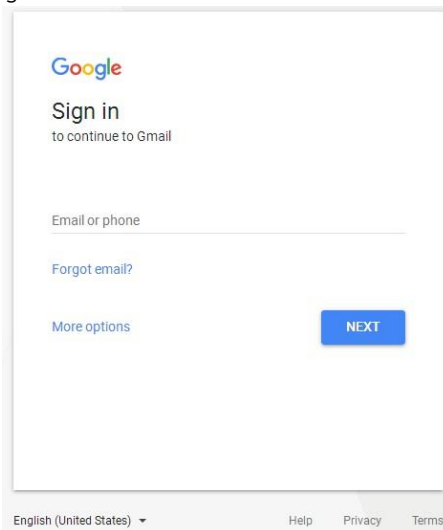 Google
Sign in
to continue to Gmail
Email or phone
Forgot email?
More options NEXT
English (United States) Help Privacy Terms